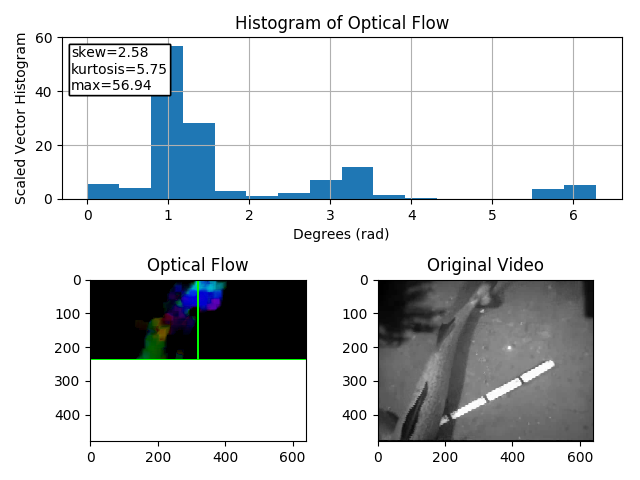 Histogram of Optical Flow
skew=2.58
kurtosis=5.75
max=56.94
Scaled Vector Histogram
60
40
20
0
0 1 2 3 4 5 6
Degrees (rad)
Optical Flow
0
100
200
300
400
0 200 400 600
Original Video
0
100
200
300
400
0 200 400 600